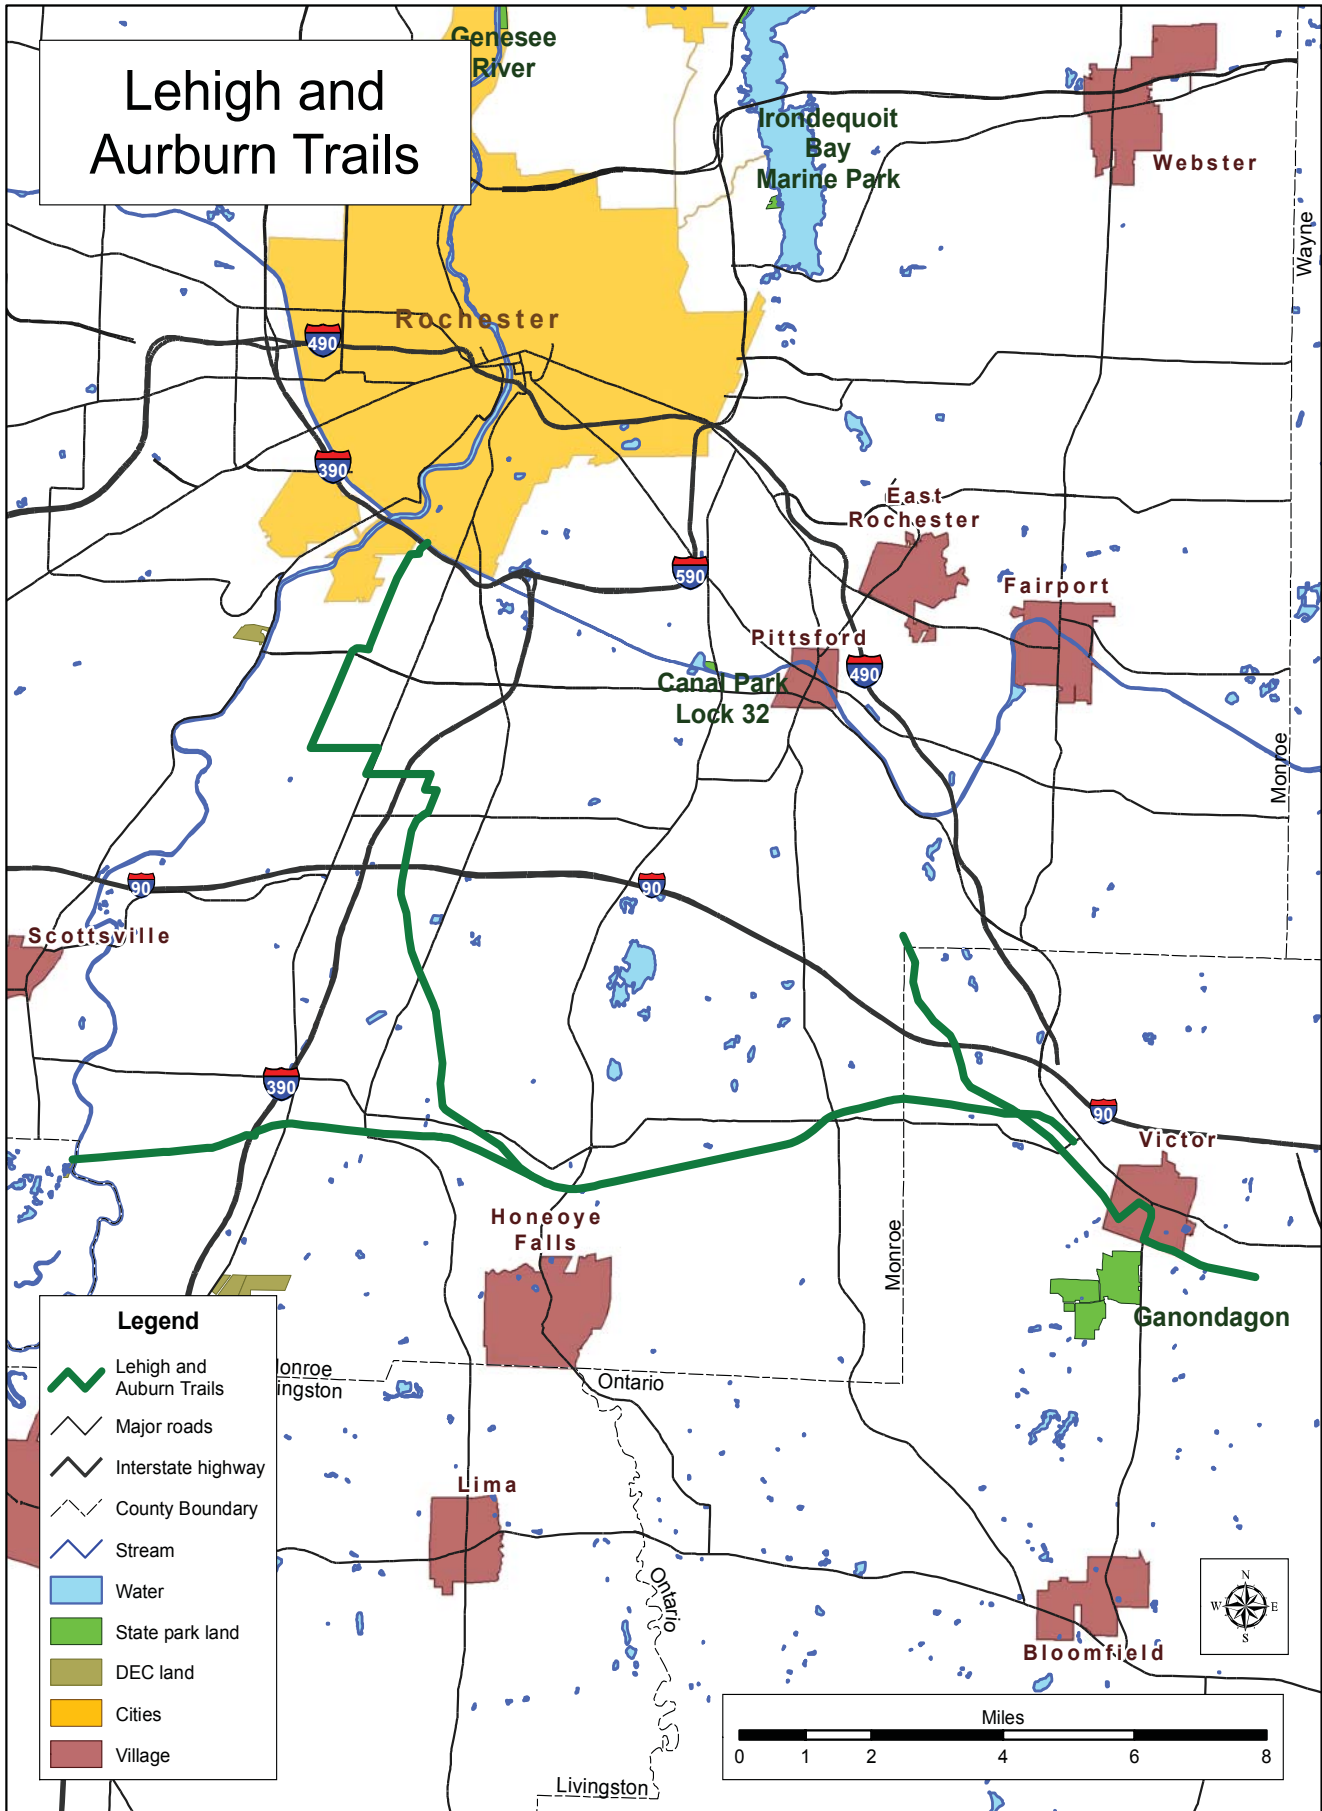 Lehigh and
Aurburn Trails
Genesee
River
Irondequoit
Bay
Marine Park
Webster
Wayne
Rochester
490
390
East
Rochester
590
Fairport
Pittsford
490
Canal Park
Lock 32
Monroe
90
90
Scottsville
390
90
Victor
Honeoye
Falls
Monroe
Ganondagon
onroe
ingston
Ontario
Lima
Ontario
Bloomfield
Livingston
Legend
Lehigh and
Auburn Trails
Major roads
Interstate highway
County Boundary
Stream
Water
State park land
DEC land
Cities
Village
N
W E
S
Miles
0 1 2 4 6 8